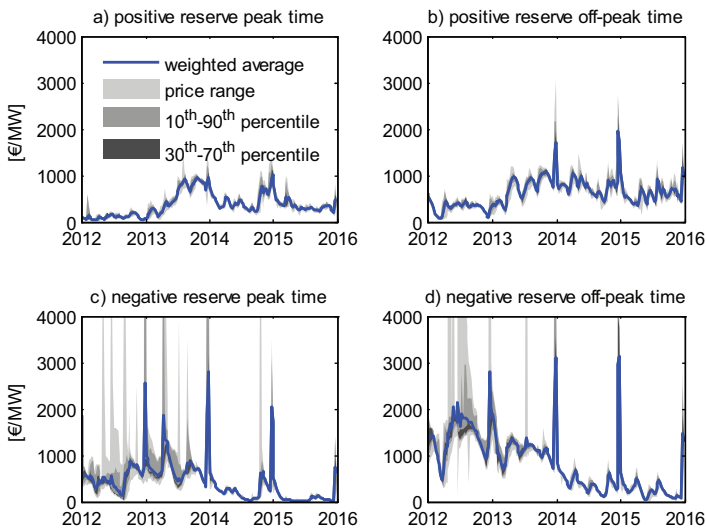 a) positive reserve peak time
b) positive reserve off-peak time
4000
3000
2000
1000
0
[€/MW]
weighted average
price range
10th-90th percentile
30th-70th percentile
2012 2013 2014 2015 2016
4000
3000
2000
1000
0
2012 2013 2014 2015 2016
c) negative reserve peak time
d) negative reserve off-peak time
4000
3000
2000
1000
0
[€/MW]
2012 2013 2014 2015 2016
4000
3000
2000
1000
0
2012 2013 2014 2015 2016